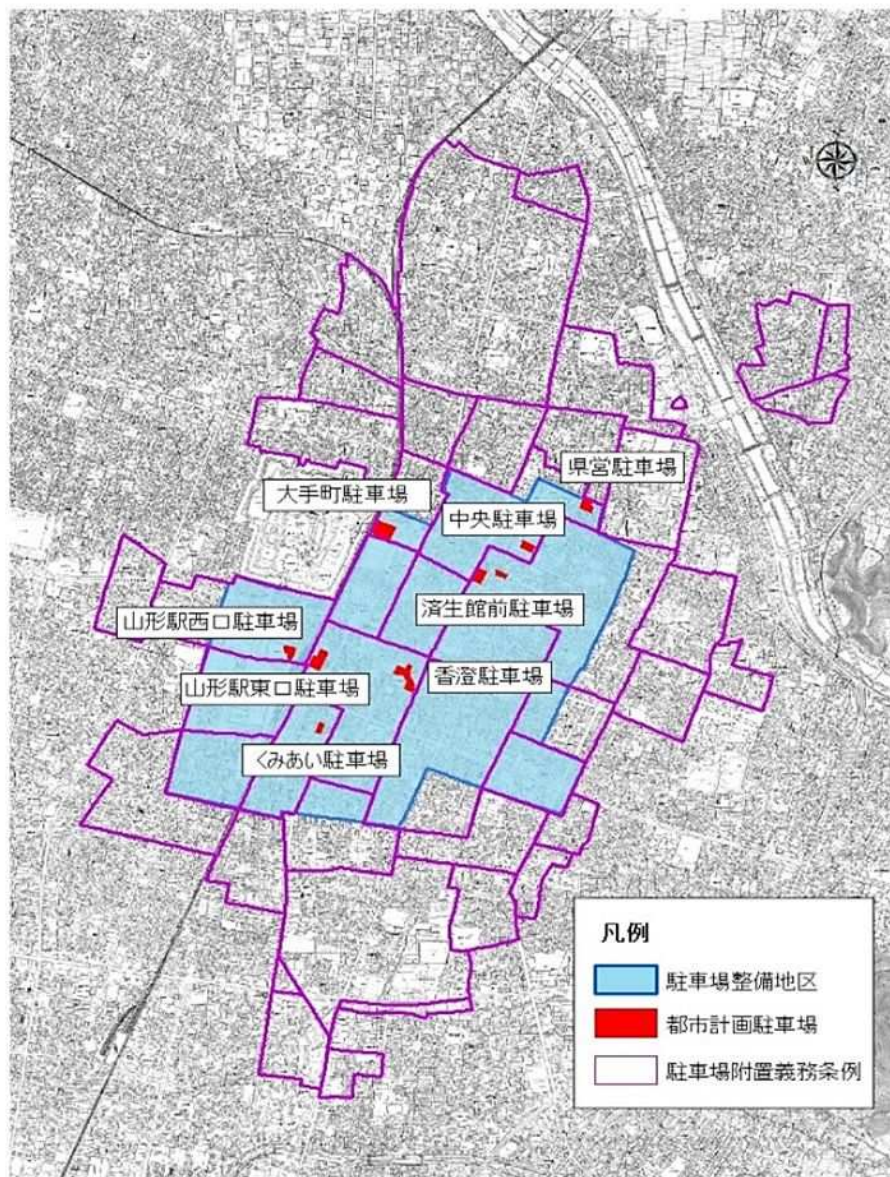 県営駐車場
大手町駐車場
中央駐車場
済生館前駐車場
山形駅西口駐車場
山形駅東口駐車場
香澄駐車場
くみあい駐車場
凡例
駐車場整備地区
都市計画駐車場
駐車場附置義務条例